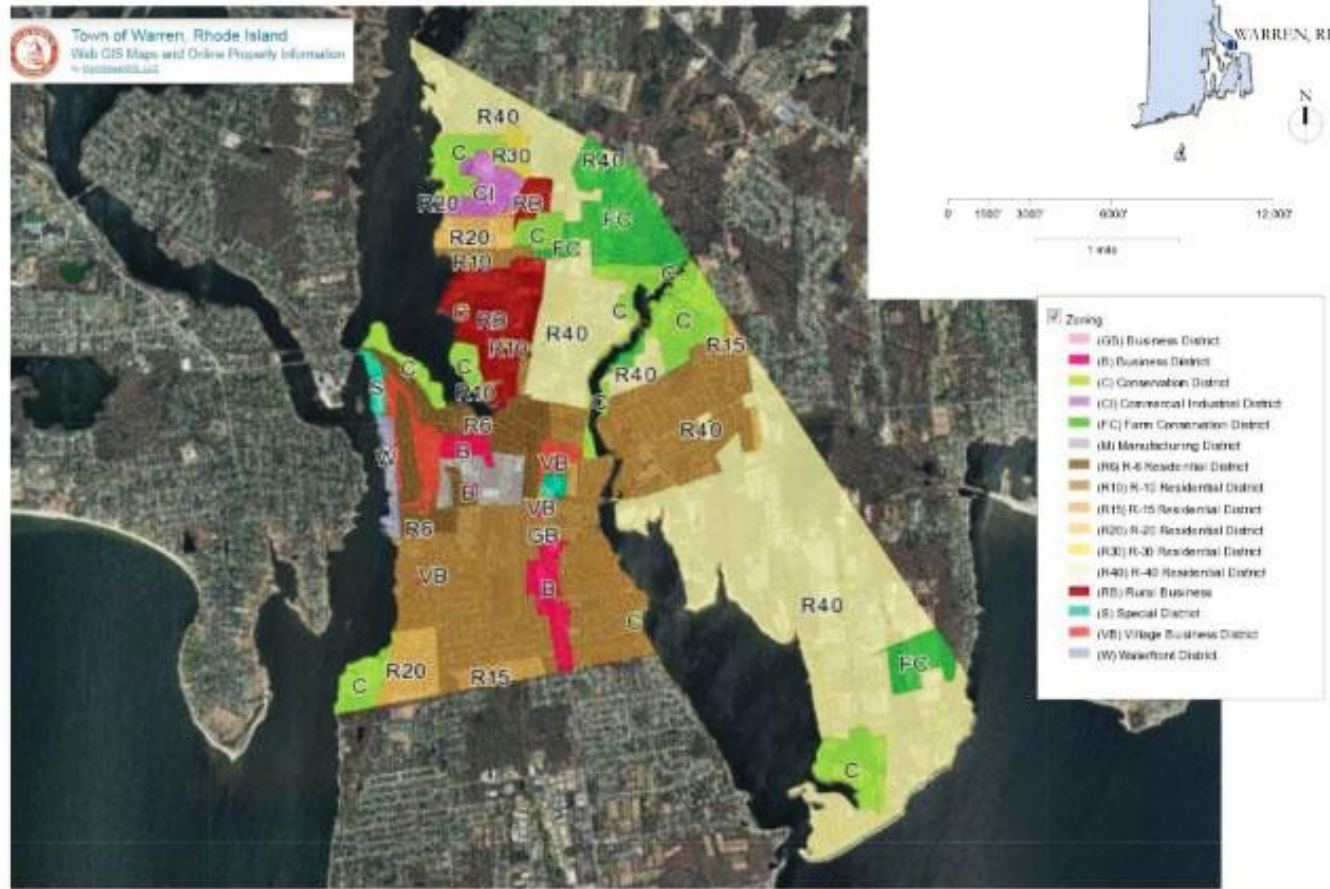 Town of Warren, Rhode Island
Web GIS Maps and Online Property Information
WARREN, RI
N
0 1500' 3000' 6000' 12,000'
1 mile
Zoning
(GB) Business District
(B) Business District
(C) Conservation District
(CI) Commercial Industrial District
(FC) Farm Conservation District
(M) Manufacturing District
(R6) R-6 Residential District
(R10) R-10 Residential District
(R15) R-15 Residential District
(R20) R-20 Residential District
(R30) R-30 Residential District
(R40) R-40 Residential District
(RB) Rural Business
(S) Special District
(VB) Village Business District
(W) Waterfront District
R40
C
R30
R40
CI
R20
RB
FC
R20
C
FC
R10
C
C
C
RB
C
R40
R10
R15
C
C
R40
S
R10
C
R6
R40
B
VB
W
B
VB
R6
GB
VB
B
R40
C
FC
R20
R15
C
C